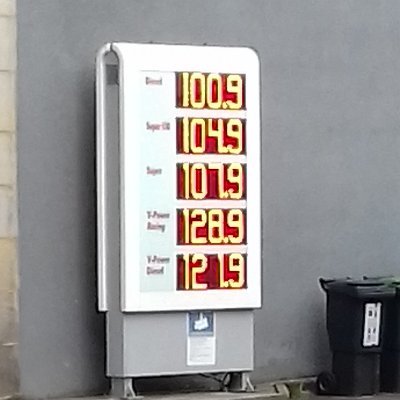 Diesel 100.9
Super E10 104.9
Super 107.9
V-Power
Racing 128.9
V-Power
Diesel 121.9